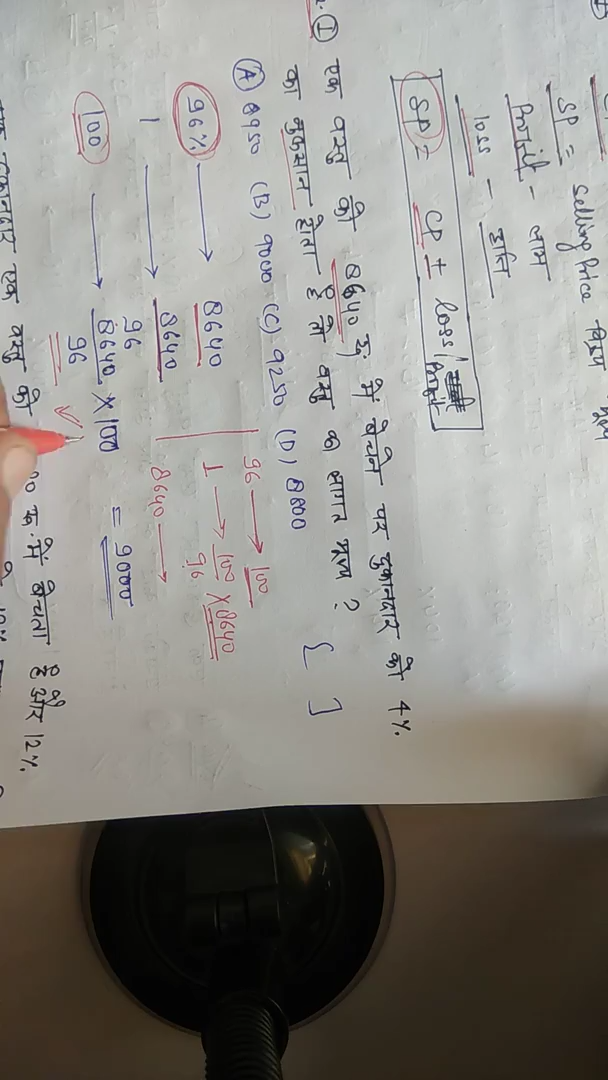 SP = Selling Price विक्रय मूल्य
Profit - लाभ
loss - हानि
SP = CP ± loss/Profit
Q.① एक वस्तु को 8640 रु में बेचने पर दुकानदार को 4%
का नुकसान होता है तो वस्तु का लागत मूल्य ? [ ]
Ⓐ 8950 (B) 9000 (C) 9250 (D) 8800
96% → 8640
1 → 8640/96
100 → 8640/96 × 100 = 9000
96 → 100
1 → 100/96 × 8640
8640 →
एक दुकानदार एक वस्तु को 00 रू. में बेचता है और 12%